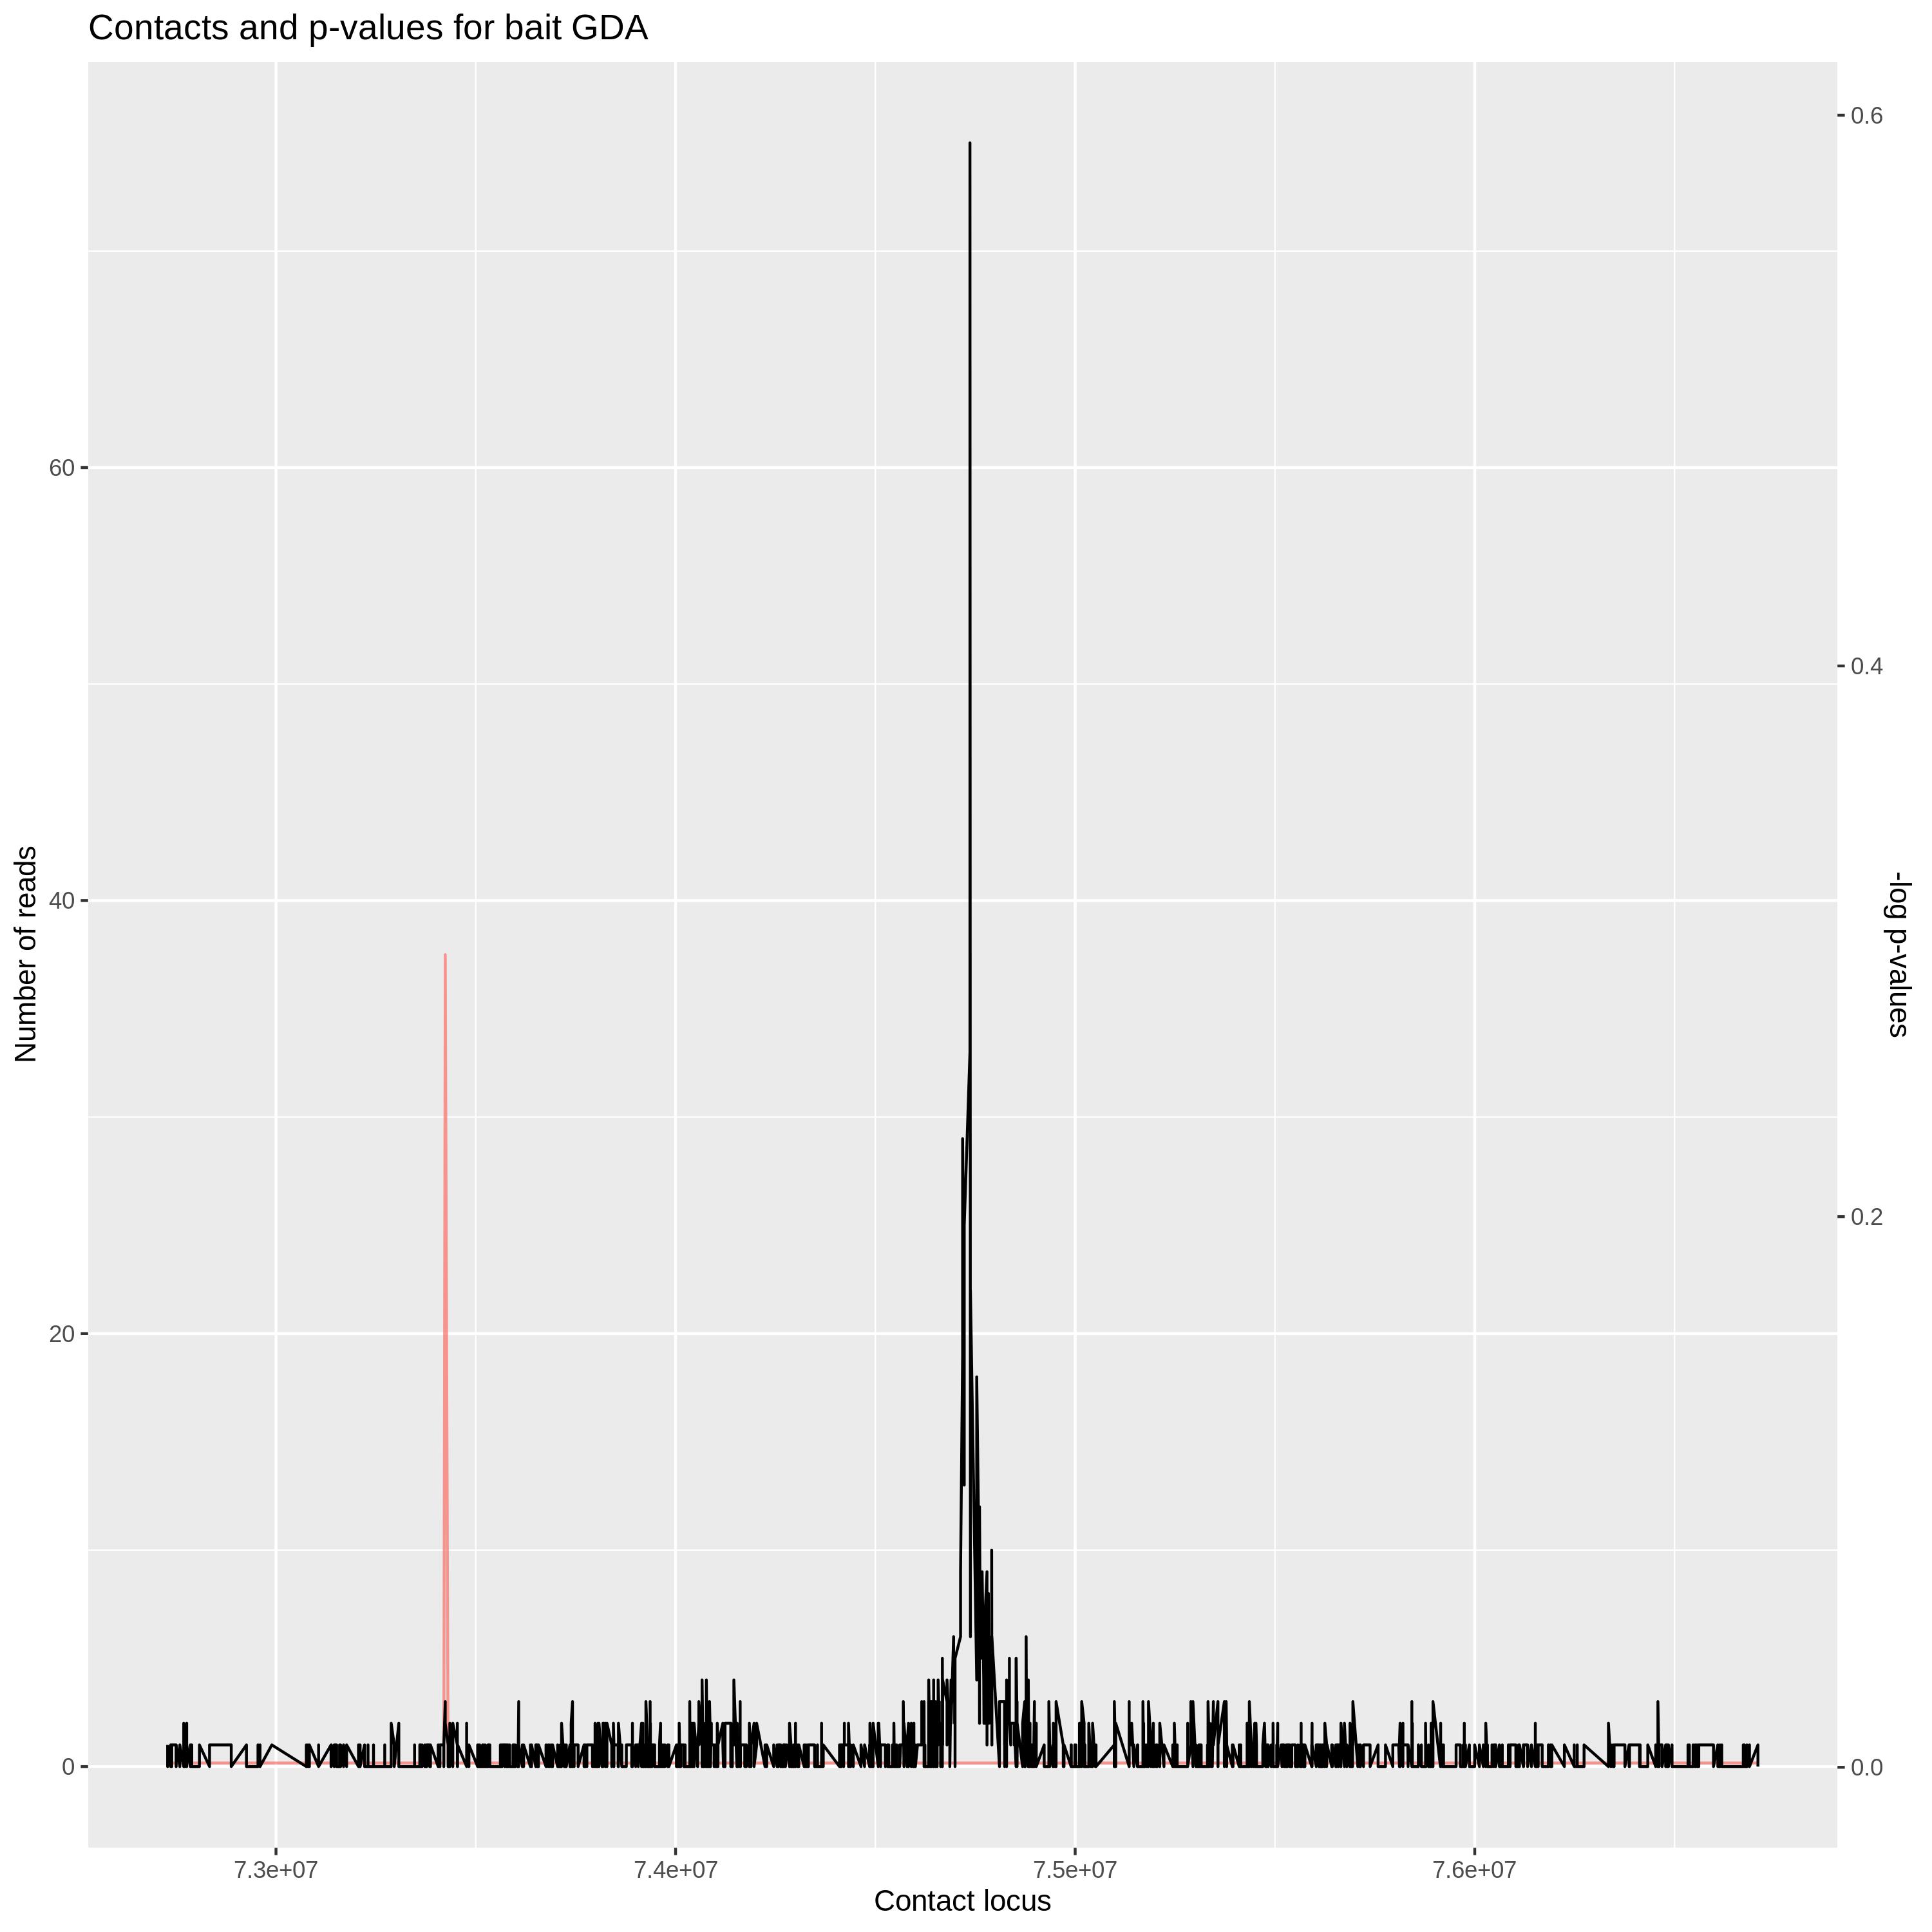 Contacts and p-values for bait GDA
Number of reads
60
40
20
0
0.6
0.4
0.2
0.0
-log p-values
7.3e+07
7.4e+07
7.5e+07
7.6e+07
Contact locus